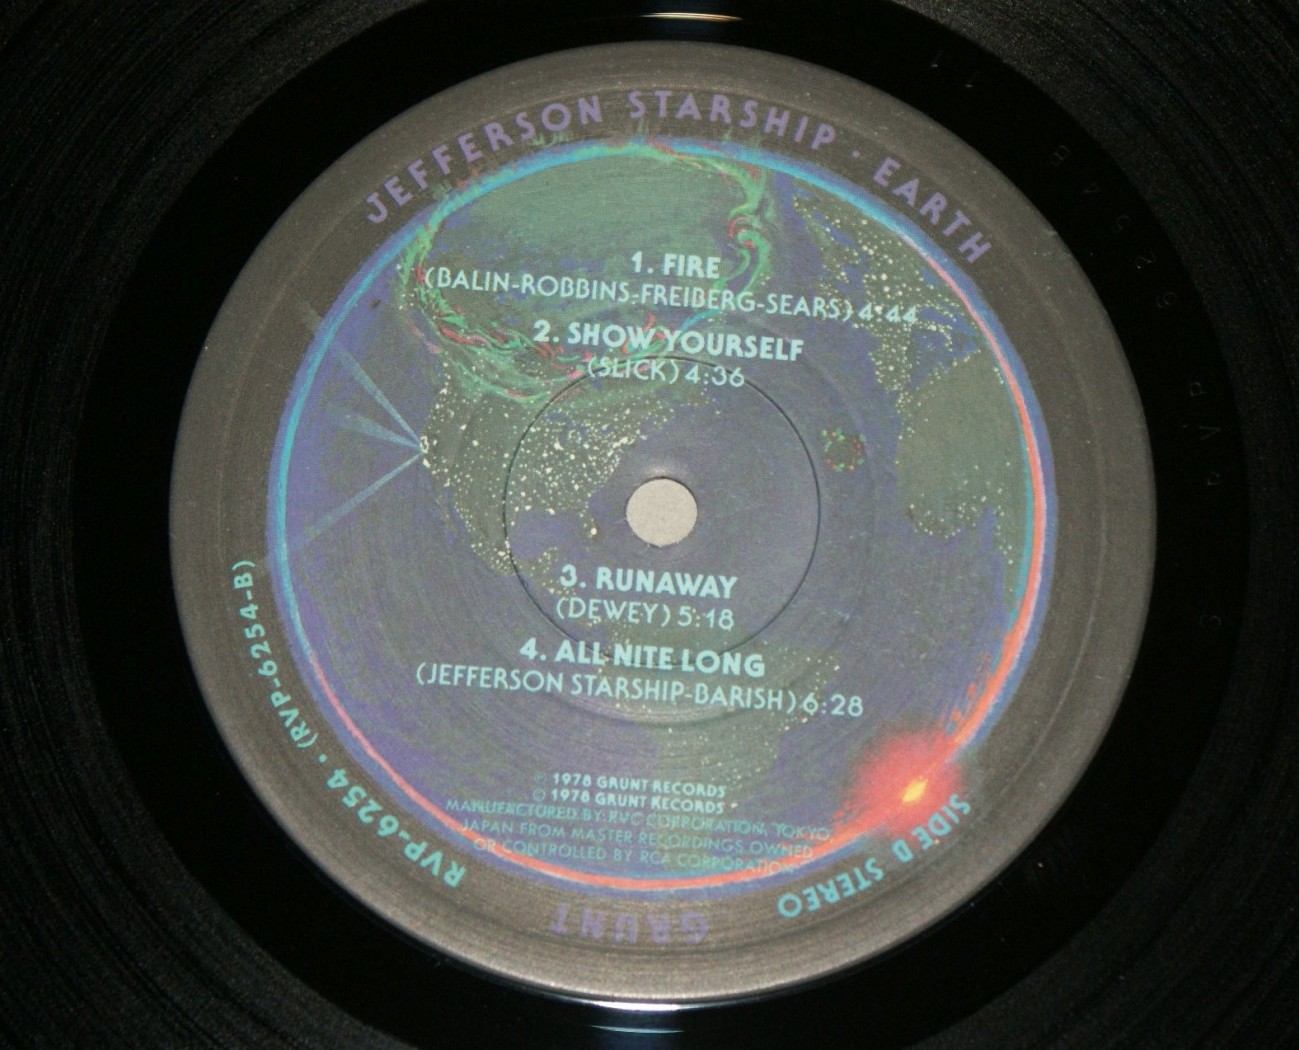 JEFFERSON STARSHIP · EARTH
1. FIRE
(BALIN-ROBBINS-FREIBERG-SEARS) 4:44
2. SHOW YOURSELF
(SLICK) 4:36
3. RUNAWAY
(DEWEY) 5:18
4. ALL NITE LONG
(JEFFERSON STARSHIP-BARISH) 6:28
℗ 1978 GRUNT RECORDS
© 1978 GRUNT RECORDS
MANUFACTURED BY RVC CORPORATION, TOKYO,
JAPAN FROM MASTER RECORDINGS OWNED
OR CONTROLLED BY RCA CORPORATION
RVP-6254 · (RVP-6254-B)
GRUNT
SIDE B STEREO